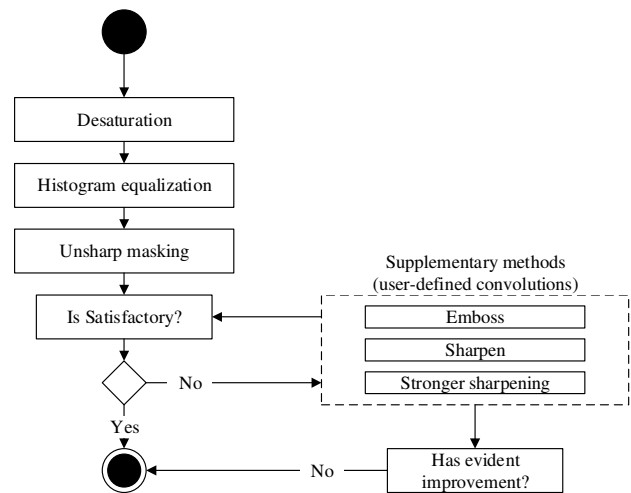 Desaturation
Histogram equalization
Unsharp masking
Supplementary methods
(user-defined convolutions)
Is Satisfactory?
Emboss
Sharpen
Stronger sharpening
No
Yes
Has evident
improvement?
No